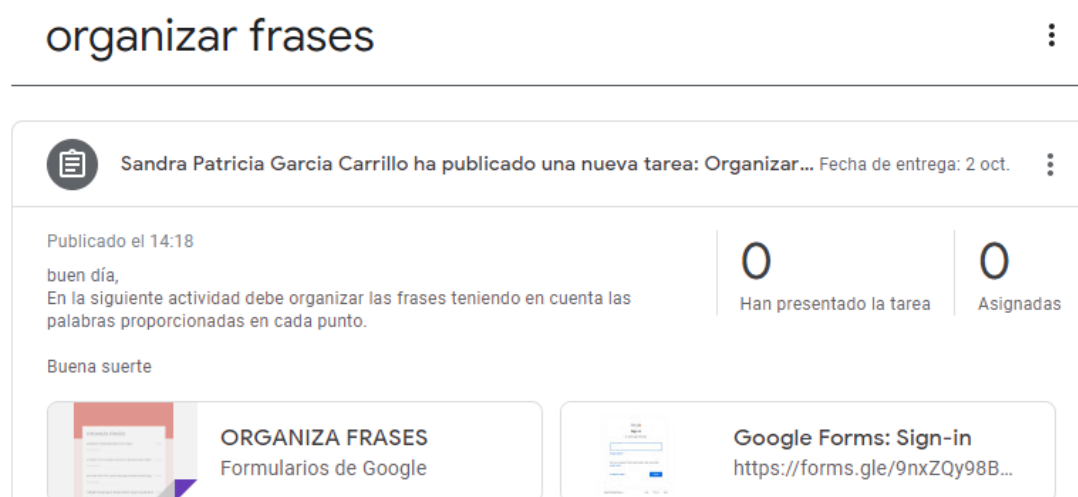 organizar frases
Sandra Patricia Garcia Carrillo ha publicado una nueva tarea: Organizar... Fecha de entrega: 2 oct.
Publicado el 14:18
buen día,
En la siguiente actividad debe organizar las frases teniendo en cuenta las
palabras proporcionadas en cada punto.
Buena suerte
0
Han presentado la tarea
0
Asignadas
ORGANIZA FRASES
Formularios de Google
Google Forms: Sign-in
https://forms.gle/9nxZQy98B...